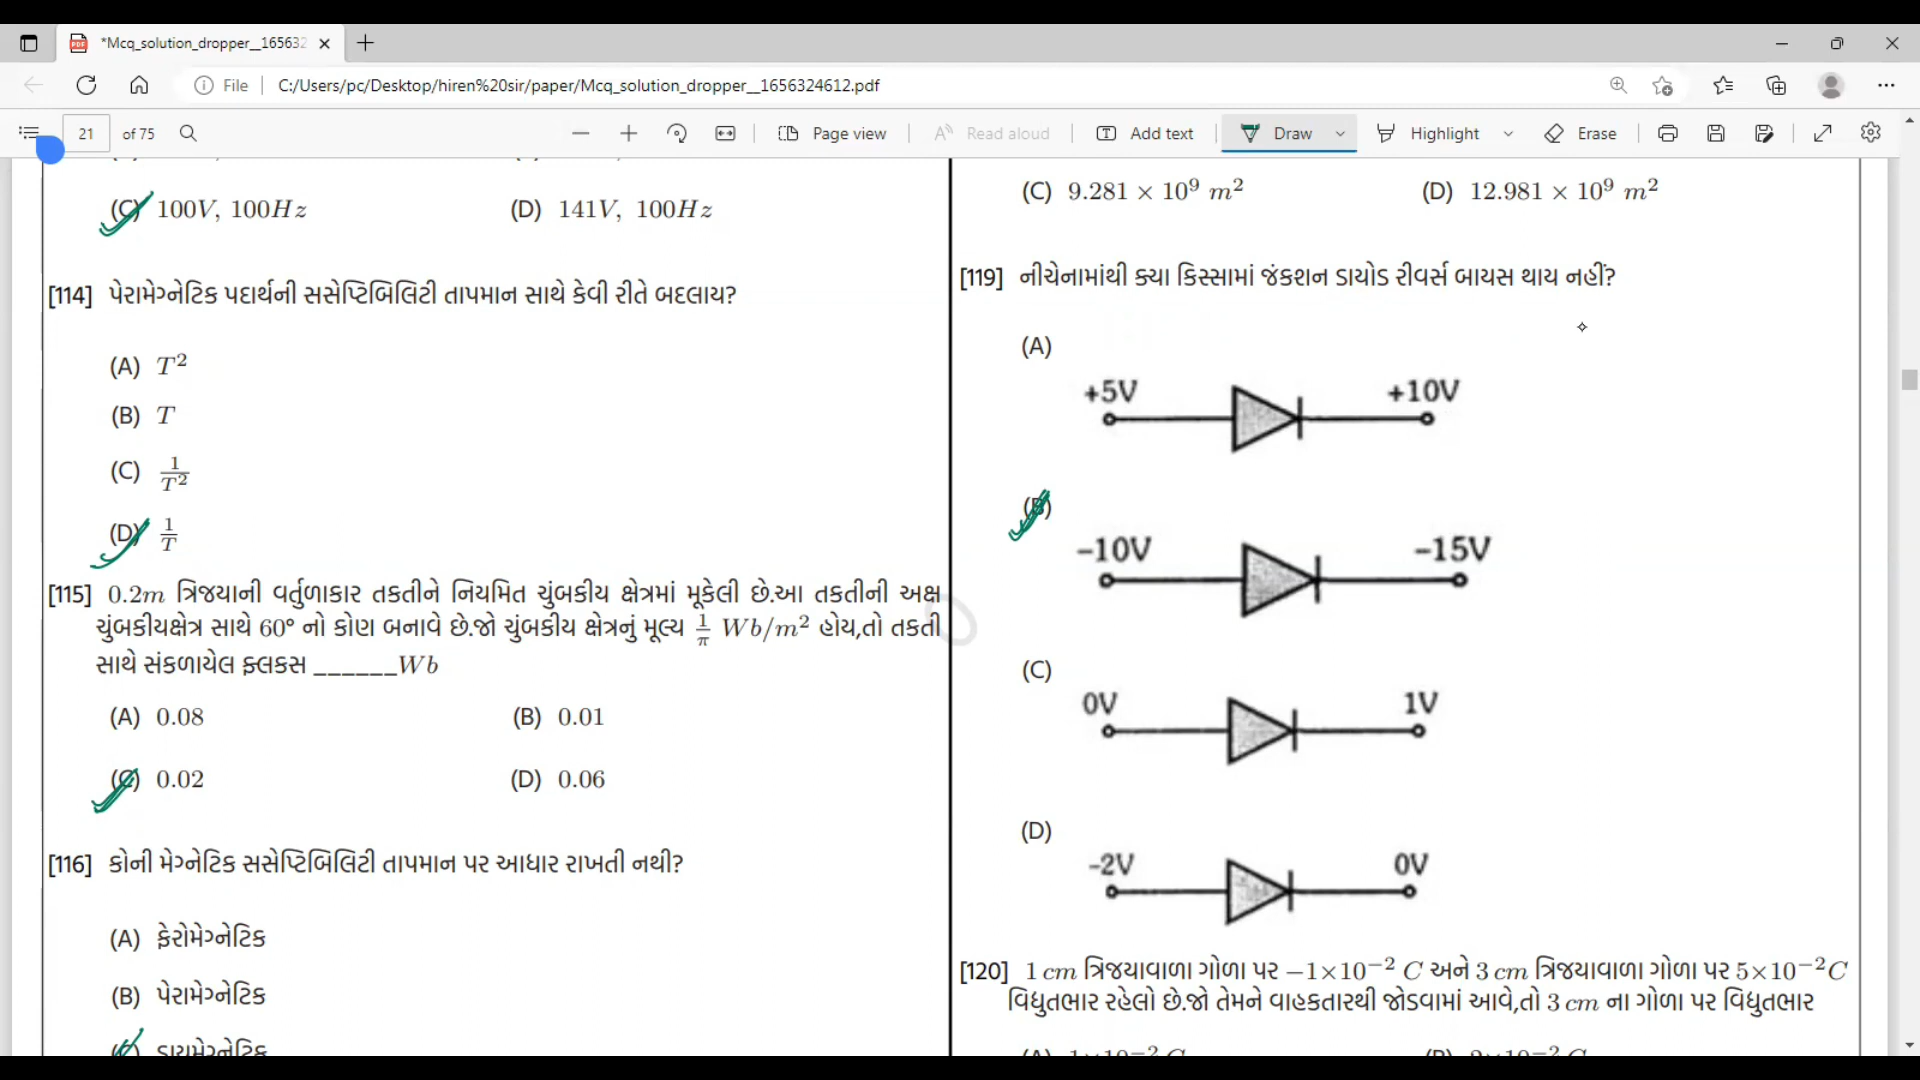 *Mcq_solution_dropper__165632
File
C:/Users/pc/Desktop/hiren%20sir/paper/Mcq_solution_dropper__1656324612.pdf
21 of 75
Page view
Read aloud
Add text
Draw
Highlight
Erase
(C) 100V, 100Hz (D) 141V, 100Hz
[114] પેરામેગ્નેટિક પદાર્થની સસેપ્ટિબિલિટી તાપમાન સાથે કેવી રીતે બદલાય?
(A) T²
(B) T
(C) 1/T²
(D) 1/T
[115] 0.2m ત્રિજયાની વર્તુળાકાર તકતીને નિયમિત ચુંબકીય ક્ષેત્રમાં મૂકેલી છે.આ તકતીની અક્ષ
ચુંબકીયક્ષેત્ર સાથે 60° નો કોણ બનાવે છે.જો ચુંબકીય ક્ષેત્રનું મૂલ્ય 1/π Wb/m² હોય,તો તકતી
સાથે સંકળાયેલ ફ્લકસ ______Wb
(A) 0.08 (B) 0.01
(C) 0.02 (D) 0.06
[116] કોની મેગ્નેટિક સસેપ્ટિબિલિટી તાપમાન પર આધાર રાખતી નથી?
(A) ફેરોમેગ્નેટિક
(B) પેરામેગ્નેટિક
(C) ડાયમેગ્નેટિક
(C) 9.281 × 10⁹ m² (D) 12.981 × 10⁹ m²
[119] નીચેનામાંથી ક્યા કિસ્સામાં જંકશન ડાયોડ રીવર્સ બાયસ થાય નહીં?
(A)
+5V +10V
(B)
-10V -15V
(C)
0V 1V
(D)
-2V 0V
[120] 1 cm ત્રિજયાવાળા ગોળા પર −1×10⁻² C અને 3 cm ત્રિજયાવાળા ગોળા પર 5×10⁻²C
વિદ્યુતભાર રહેલો છે.જો તેમને વાહકતારથી જોડવામાં આવે,તો 3 cm ના ગોળા પર વિદ્યુતભાર